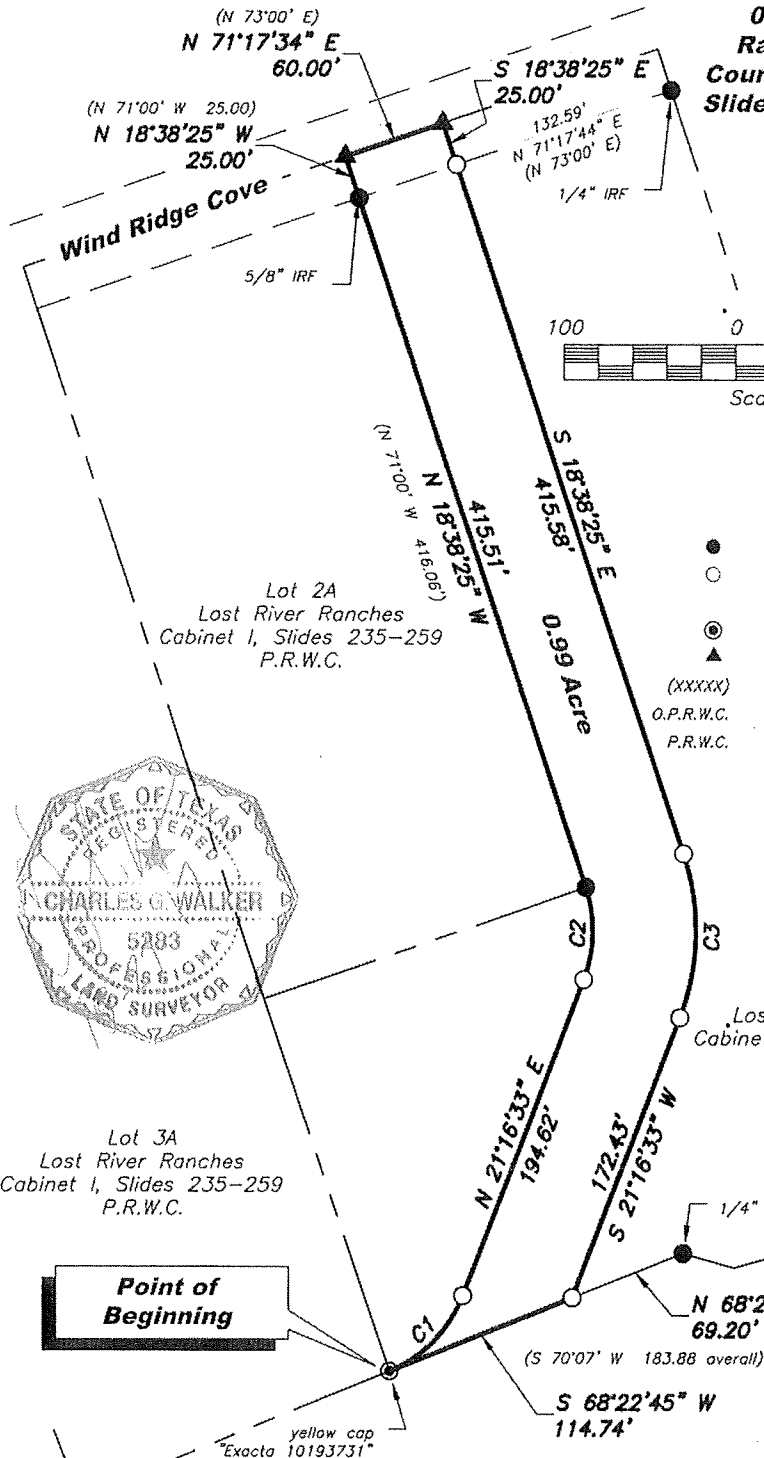 (N 73°00' E)
N 71°17'34" E
60.00'
S 18°38'25" E
25.00'
(N 71°00' W 25.00)
N 18°38'25" W
25.00'
132.59'
N 71°17'44" E
(N 73°00' E)
1/4" IRF
Wind Ridge Cove
5/8" IRF
100 0
S 18°38'25" E
415.58'
415.51'
N 18°38'25" W
(N 71°00' W 416.06')
0.99 Acre
Lot 2A
Lost River Ranches
Cabinet I, Slides 235-259
P.R.W.C.
(XXXXX)
O.P.R.W.C.
P.R.W.C.
STATE OF TEXAS
REGISTERED
CHARLES G. WALKER
5283
PROFESSIONAL
LAND SURVEYOR
C2
C3
N 21°16'33" E
194.62'
172.43'
S 21°16'33" W
Lot 3A
Lost River Ranches
Cabinet I, Slides 235-259
P.R.W.C.
Point of
Beginning
C1
1/4"
69.20'
(S 70°07' W 183.88 overall)
S 68°22'45" W
114.74'
yellow cap
"Exacta 10193731"